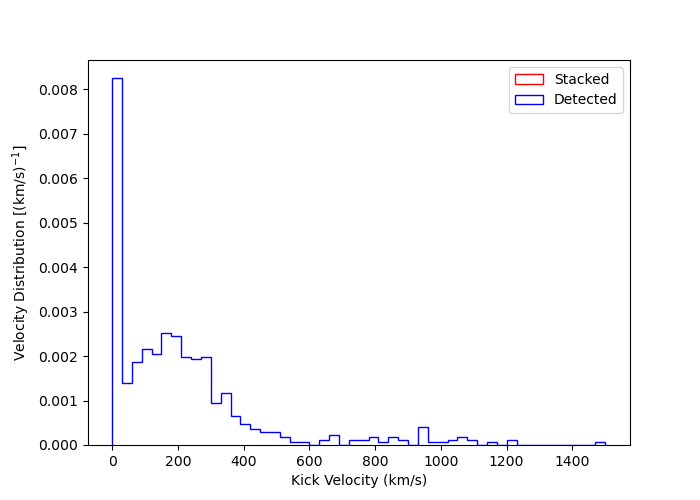 Stacked
Detected
Velocity Distribution [(km/s)⁻¹]
0.008
0.007
0.006
0.005
0.004
0.003
0.002
0.001
0.000
0 200 400 600 800 1000 1200 1400
Kick Velocity (km/s)